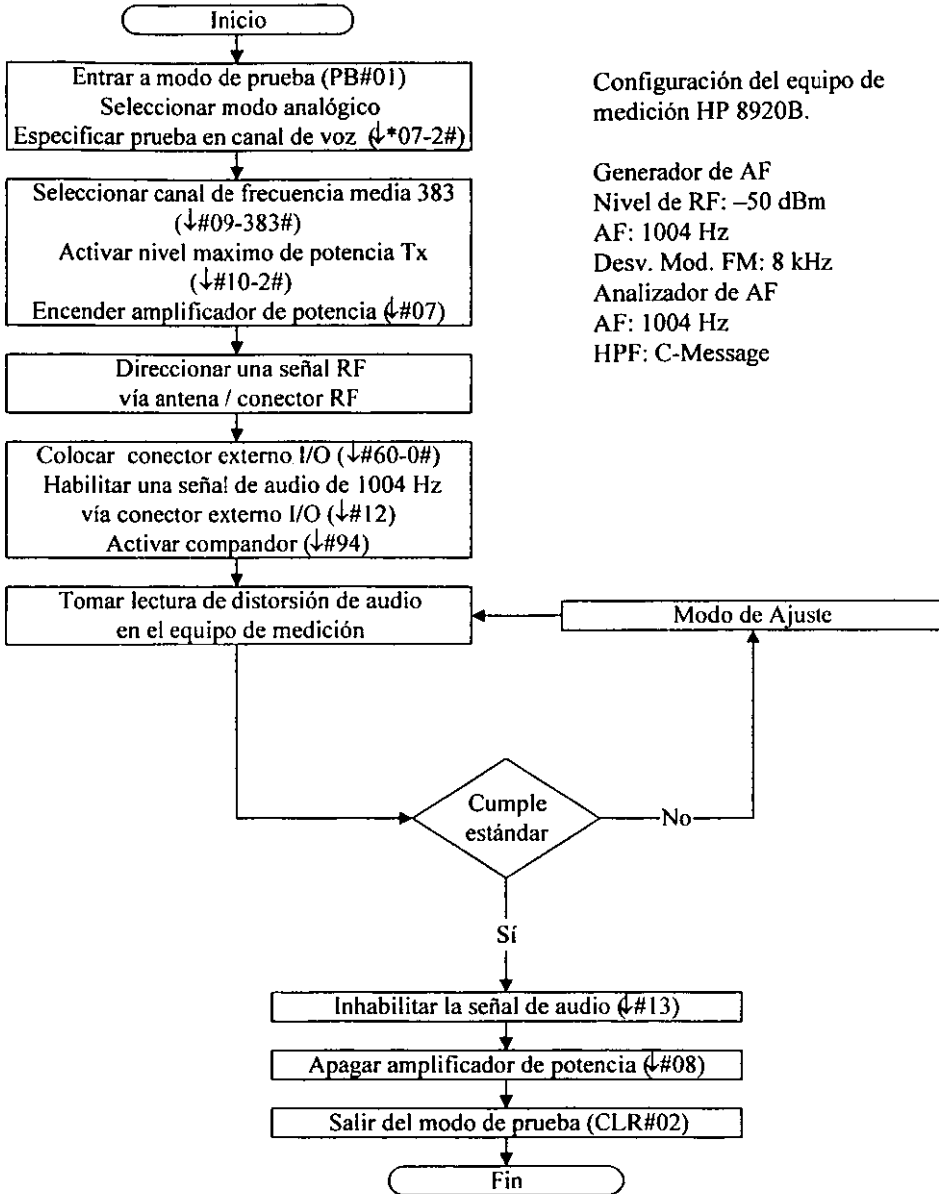 Inicio
Entrar a modo de prueba (PB#01)
Seleccionar modo analógico
Especificar prueba en canal de voz (↓*07-2#)
Seleccionar canal de frecuencia media 383
(↓#09-383#)
Activar nivel maximo de potencia Tx
(↓#10-2#)
Encender amplificador de potencia (↓#07)
Direccionar una señal RF
vía antena / conector RF
Colocar conector externo I/O (↓#60-0#)
Habilitar una señal de audio de 1004 Hz
vía conector externo I/O (↓#12)
Activar compandor (↓#94)
Tomar lectura de distorsión de audio
en el equipo de medición
Modo de Ajuste
Cumple
estándar
No
Sí
Inhabilitar la señal de audio (↓#13)
Apagar amplificador de potencia (↓#08)
Salir del modo de prueba (CLR#02)
Fin
Configuración del equipo de
medición HP 8920B.
Generador de AF
Nivel de RF: –50 dBm
AF: 1004 Hz
Desv. Mod. FM: 8 kHz
Analizador de AF
AF: 1004 Hz
HPF: C-Message